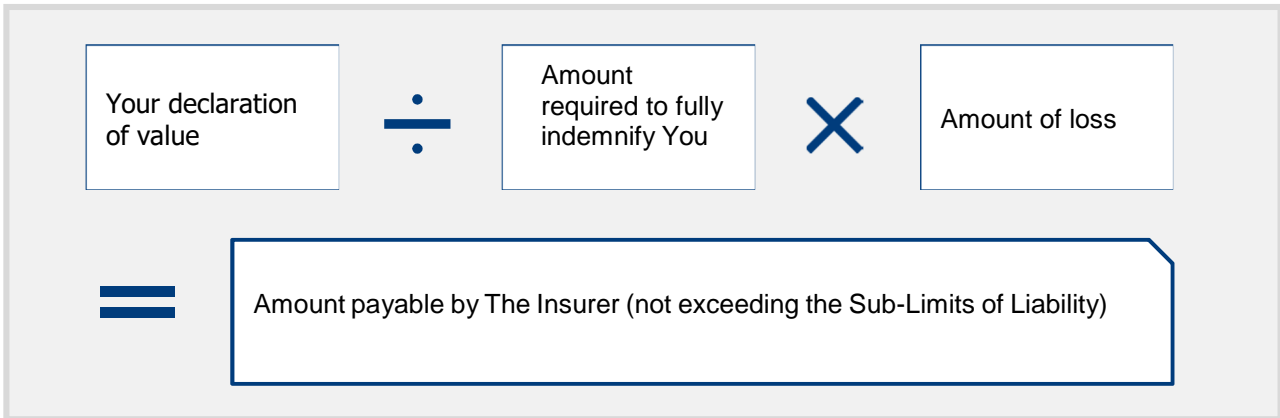 Your declaration
of value
÷
Amount
required to fully
indemnify You
×
Amount of loss
=
Amount payable by The Insurer (not exceeding the Sub-Limits of Liability)